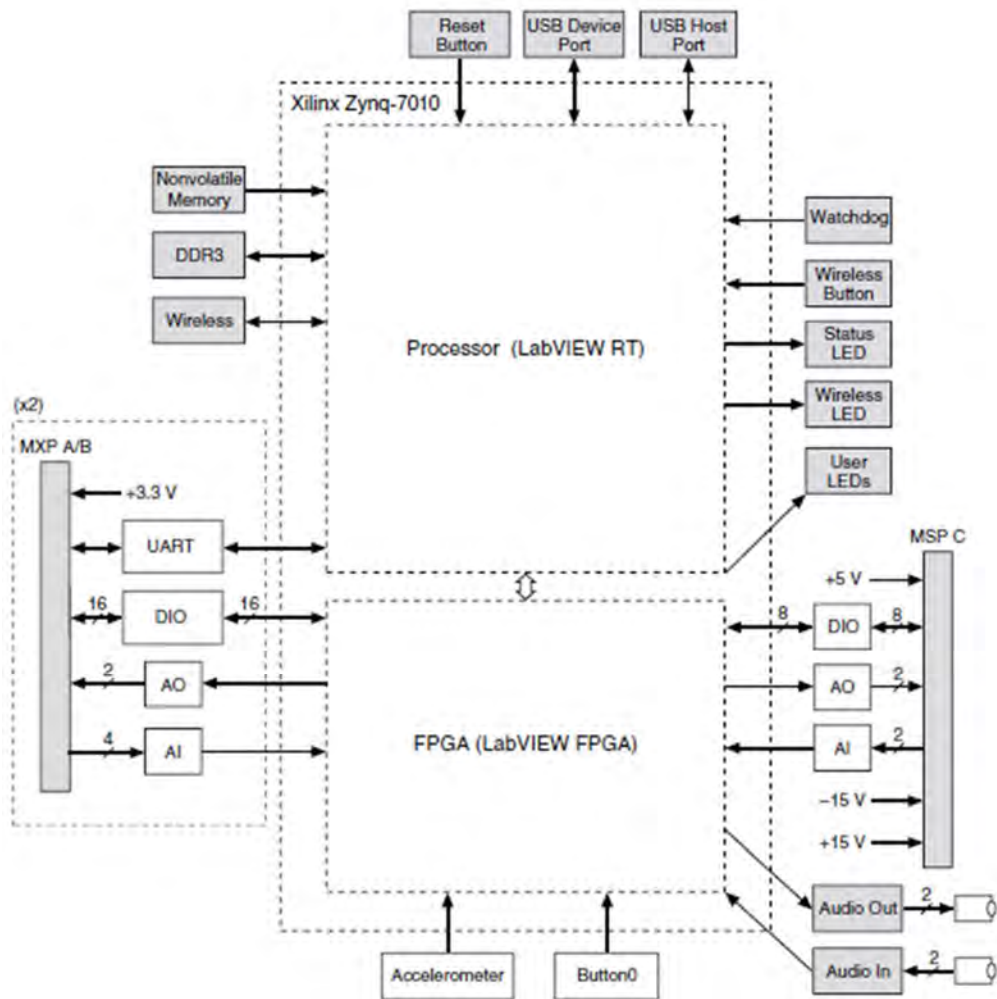 Reset
Button
USB Device
Port
USB Host
Port
Xilinx Zynq-7010
Nonvolatile
Memory
DDR3
Wireless
Processor (LabVIEW RT)
Watchdog
Wireless
Button
Status
LED
Wireless
LED
User
LEDs
(x2)
MXP A/B
+3.3 V
UART
16
DIO
16
2
AO
4
AI
FPGA (LabVIEW FPGA)
MSP C
+5 V
8
DIO
8
AO
2
AI
2
–15 V
+15 V
Audio Out
2
Audio In
2
Accelerometer
Button0